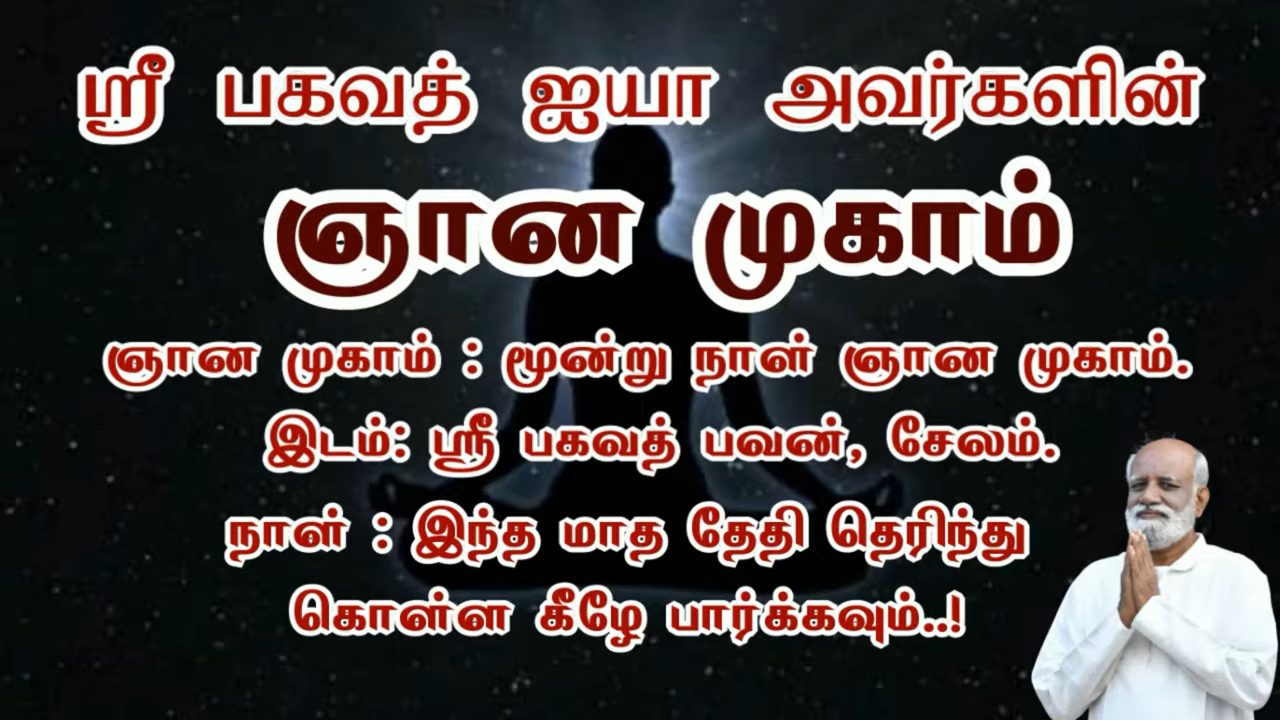 ஸ்ரீ பகவத் ஐயா அவர்களின்
ஞான முகாம்
ஞான முகாம் : மூன்று நாள் ஞான முகாம்.
இடம்: ஸ்ரீ பகவத் பவன், சேலம்.
நாள் : இந்த மாத தேதி தெரிந்து
கொள்ள கீழே பார்க்கவும்..!